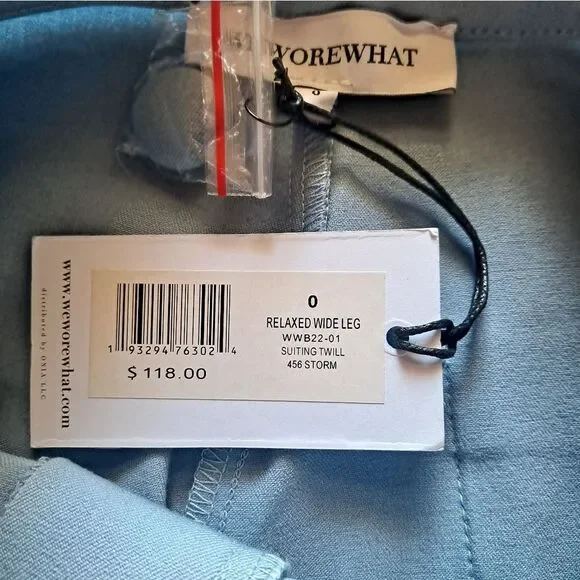 WEWOREWHAT
0
RELAXED WIDE LEG
WWB22-01
SUITING TWILL
456 STORM
1 93294 76302 4
$ 118.00
www.weworewhat.com
distributed by ONIA LLC